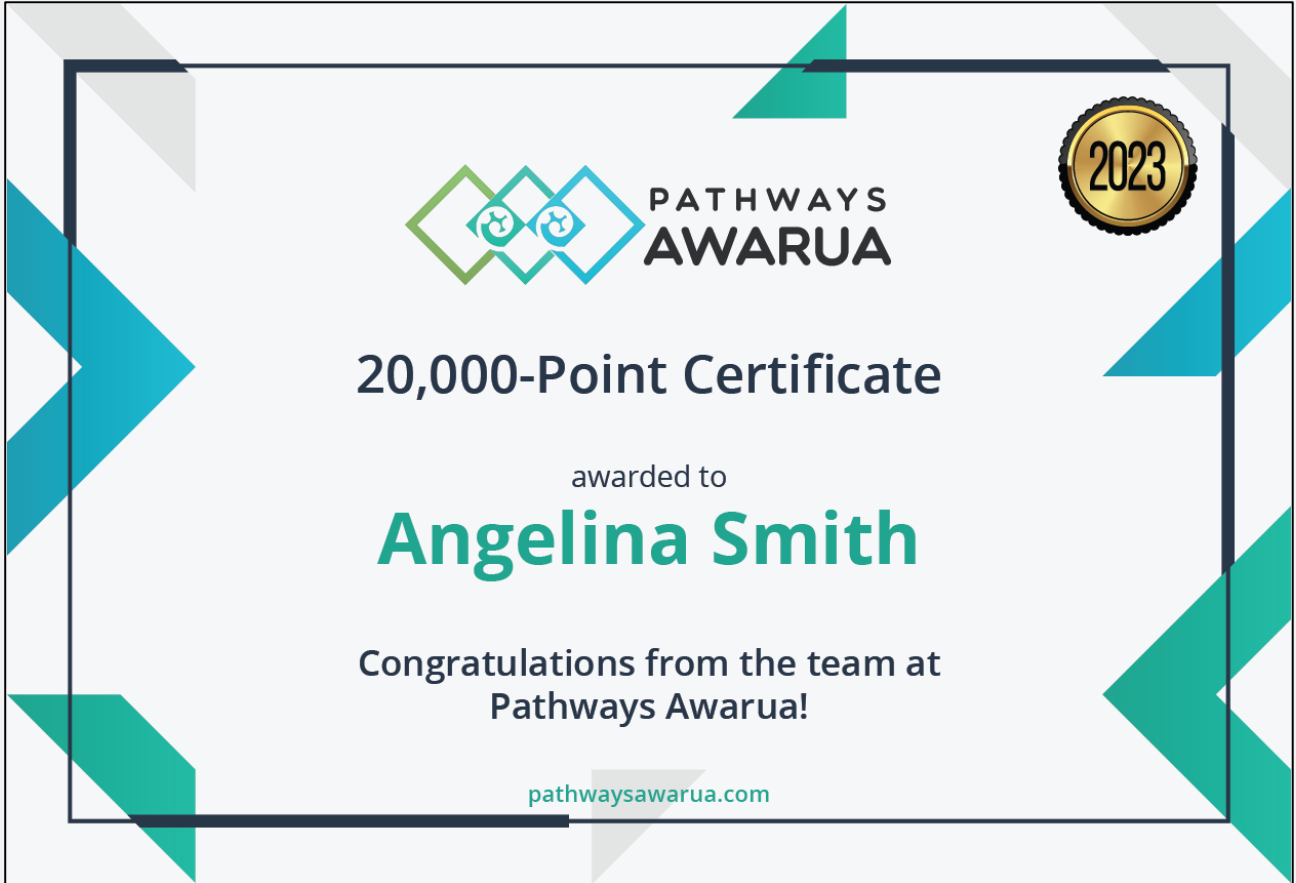 PATHWAYS
AWARUA
2023
20,000-Point Certificate
awarded to
Angelina Smith
Congratulations from the team at
Pathways Awarua!
pathwaysawarua.com